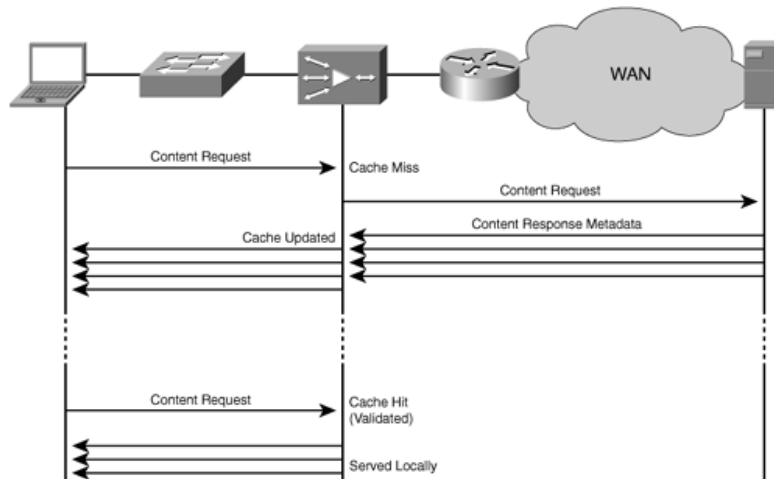 WAN
Content Request
Cache Miss
Content Request
Content Response Metadata
Cache Updated
Content Request
Cache Hit
(Validated)
Served Locally